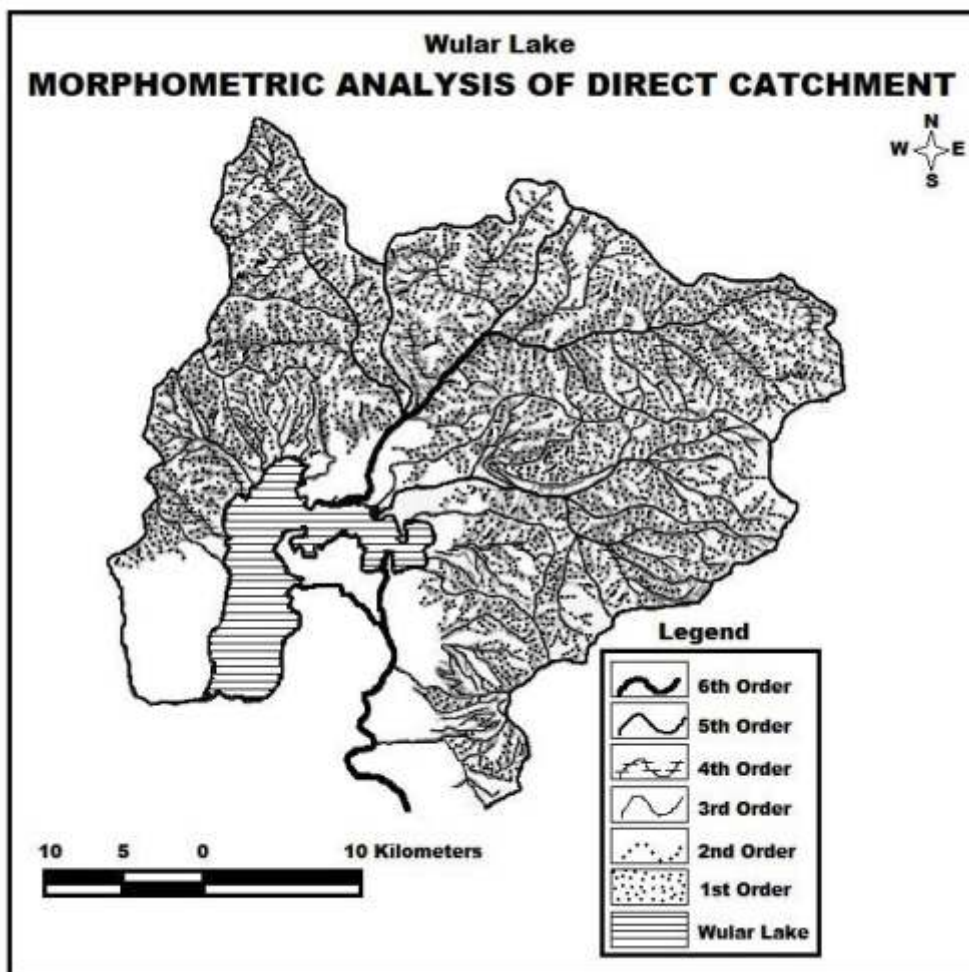 Wular Lake
MORPHOMETRIC ANALYSIS OF DIRECT CATCHMENT
N
W E
S
Legend
6th Order
5th Order
4th Order
3rd Order
2nd Order
1st Order
Wular Lake
10 5 0 10 Kilometers